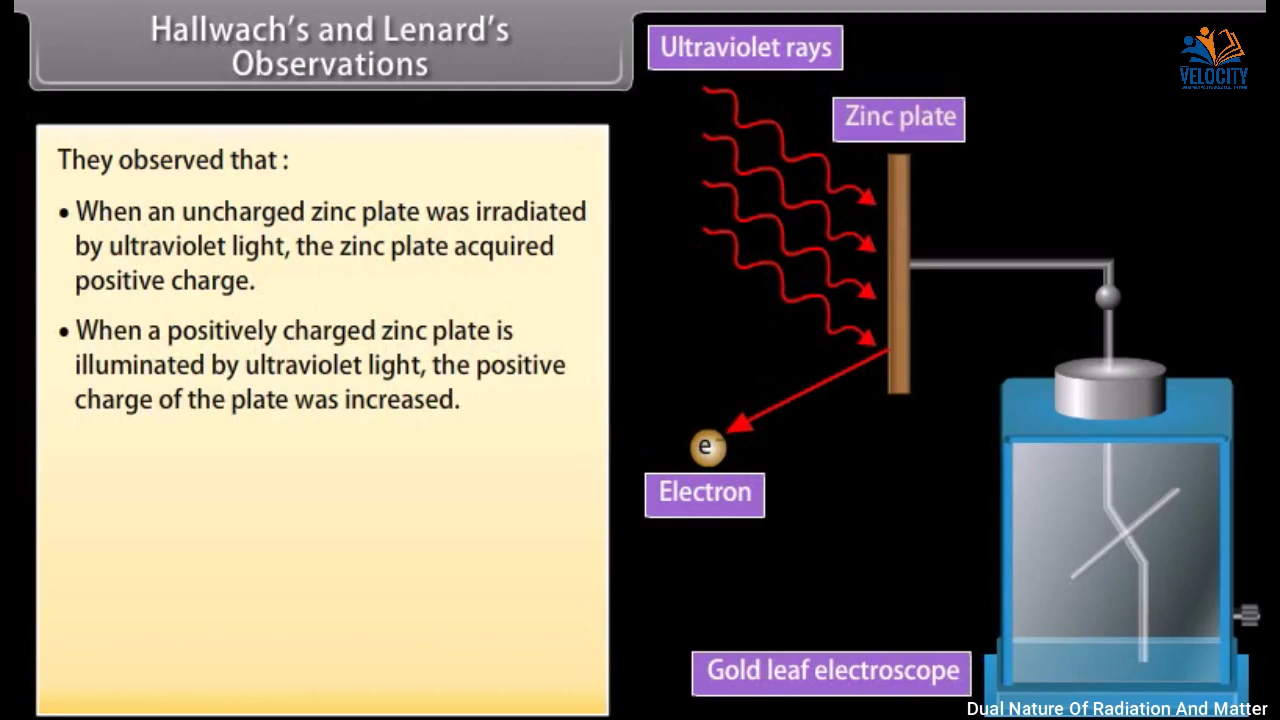 Hallwach's and Lenard's
Observations
They observed that :
• When an uncharged zinc plate was irradiated
by ultraviolet light, the zinc plate acquired
positive charge.
• When a positively charged zinc plate is
illuminated by ultraviolet light, the positive
charge of the plate was increased.
Ultraviolet rays
Zinc plate
e⁻
Electron
Gold leaf electroscope
VELOCITY
Dual Nature Of Radiation And Matter